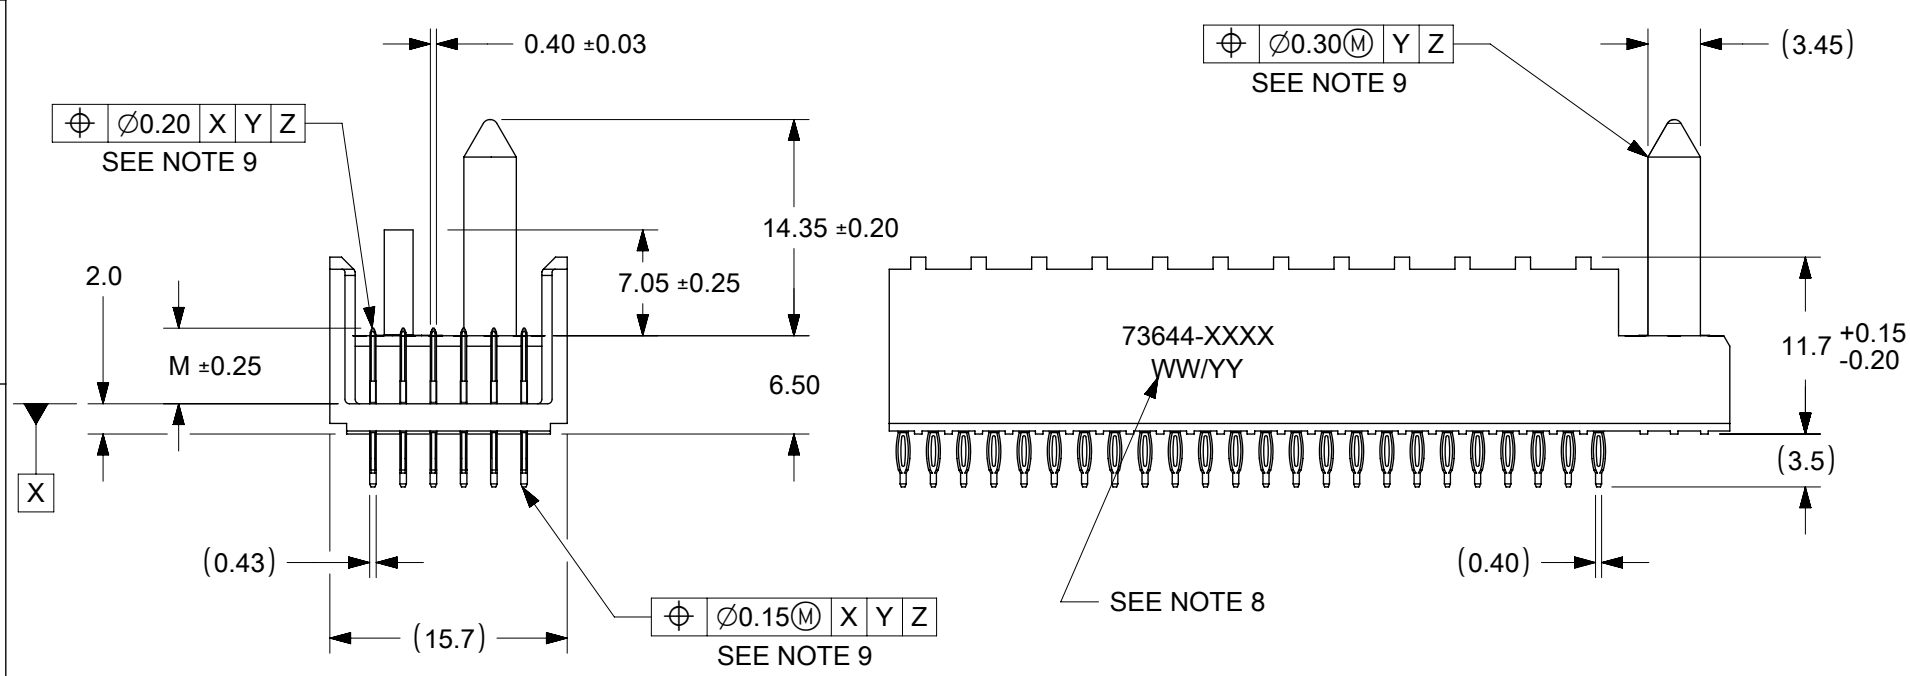 0.40 ±0.03
⌖ ∅0.30Ⓜ Y Z
SEE NOTE 9
(3.45)
⌖ ∅0.20 X Y Z
SEE NOTE 9
14.35 ±0.20
7.05 ±0.25
2.0
M ±0.25
6.50
X
73644-XXXX
WW/YY
11.7 +0.15
-0.20
(3.5)
(0.43)
(0.40)
SEE NOTE 8
⌖ ∅0.15Ⓜ X Y Z
SEE NOTE 9
(15.7)